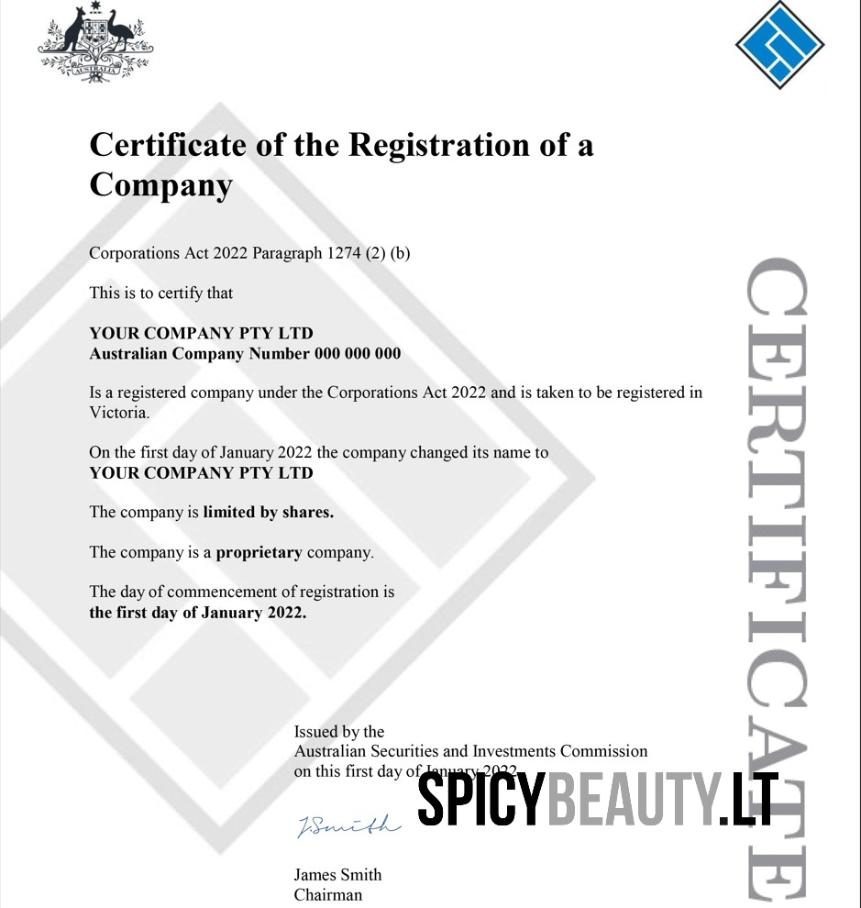 AUSTRALIA
Certificate of the Registration of a
Company
Corporations Act 2022 Paragraph 1274 (2) (b)
This is to certify that
YOUR COMPANY PTY LTD
Australian Company Number 000 000 000
Is a registered company under the Corporations Act 2022 and is taken to be registered in
Victoria.
On the first day of January 2022 the company changed its name to
YOUR COMPANY PTY LTD
The company is limited by shares.
The company is a proprietary company.
The day of commencement of registration is
the first day of January 2022.
Issued by the
Australian Securities and Investments Commission
on this first day of January 2022
SPICYBEAUTY.LT
J.Smith
James Smith
Chairman
CERTIFICATE